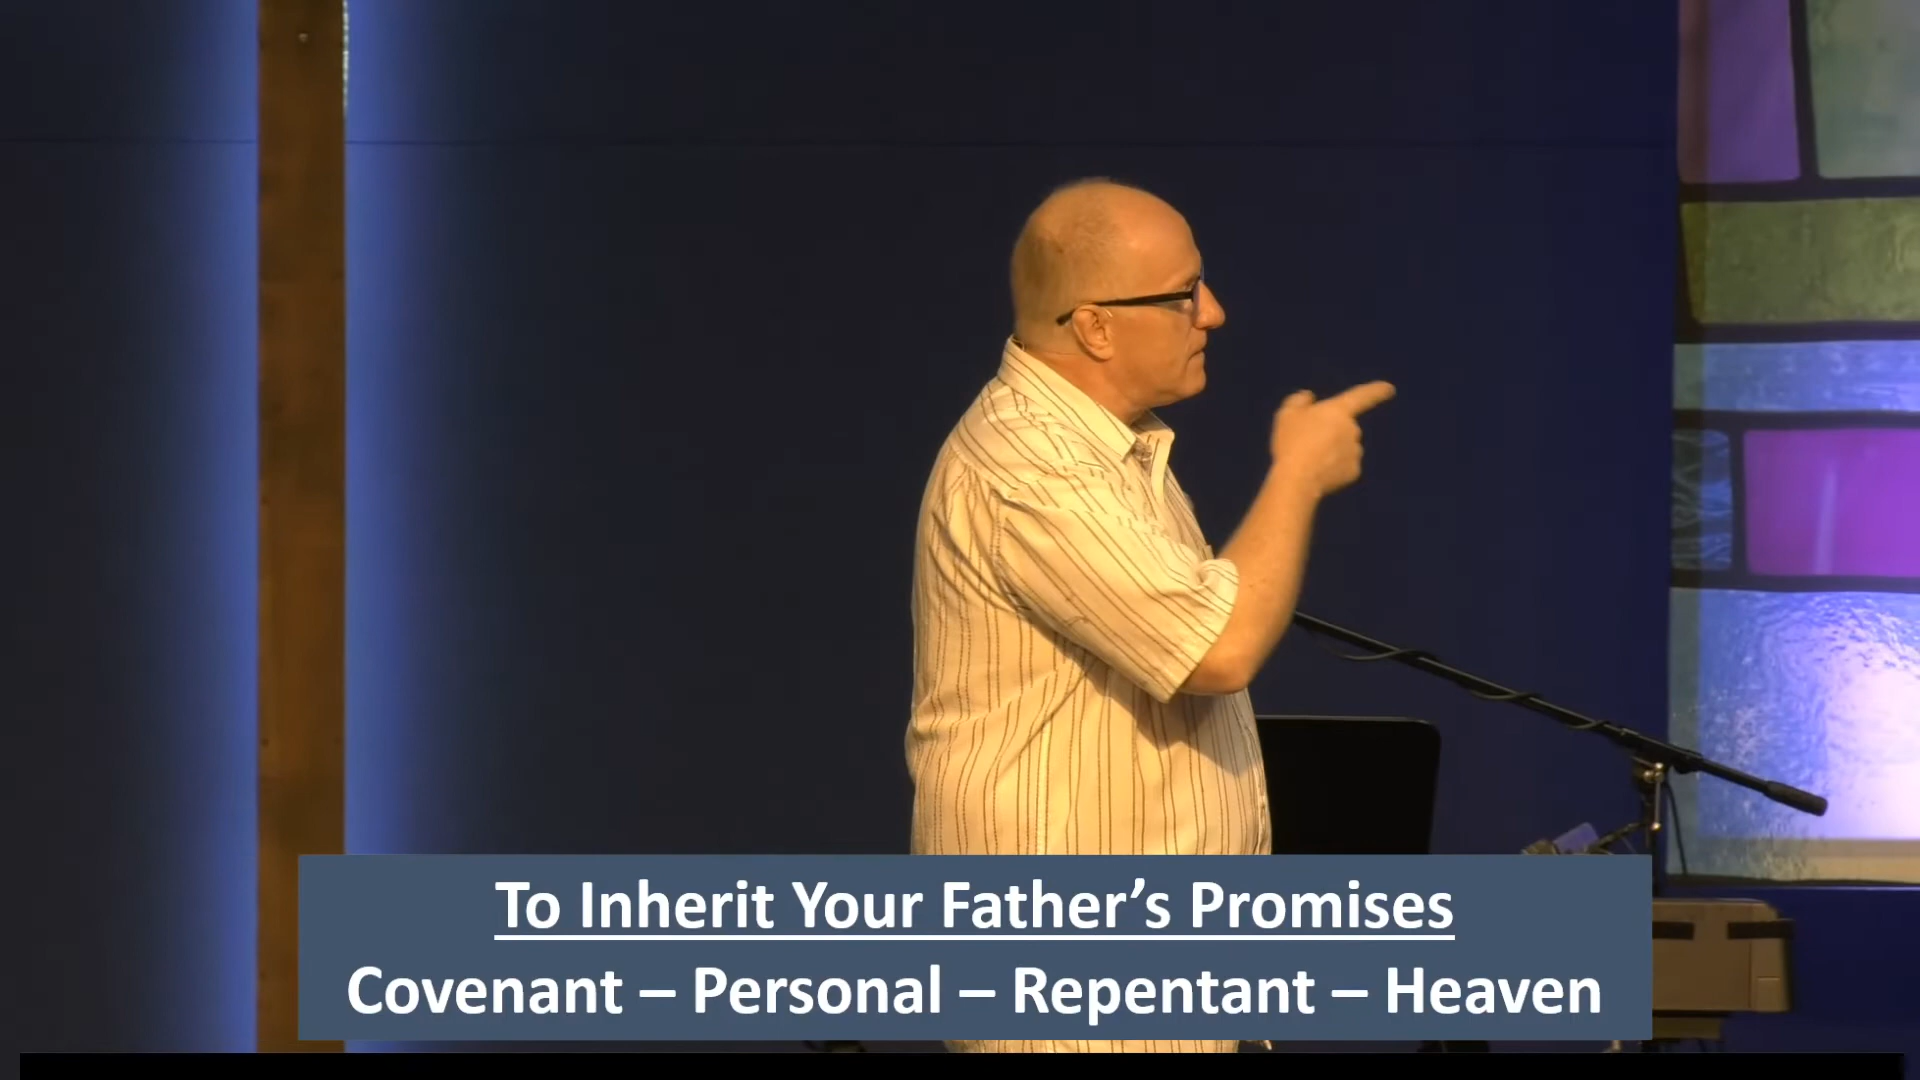 To Inherit Your Father’s Promises
Covenant – Personal – Repentant – Heaven